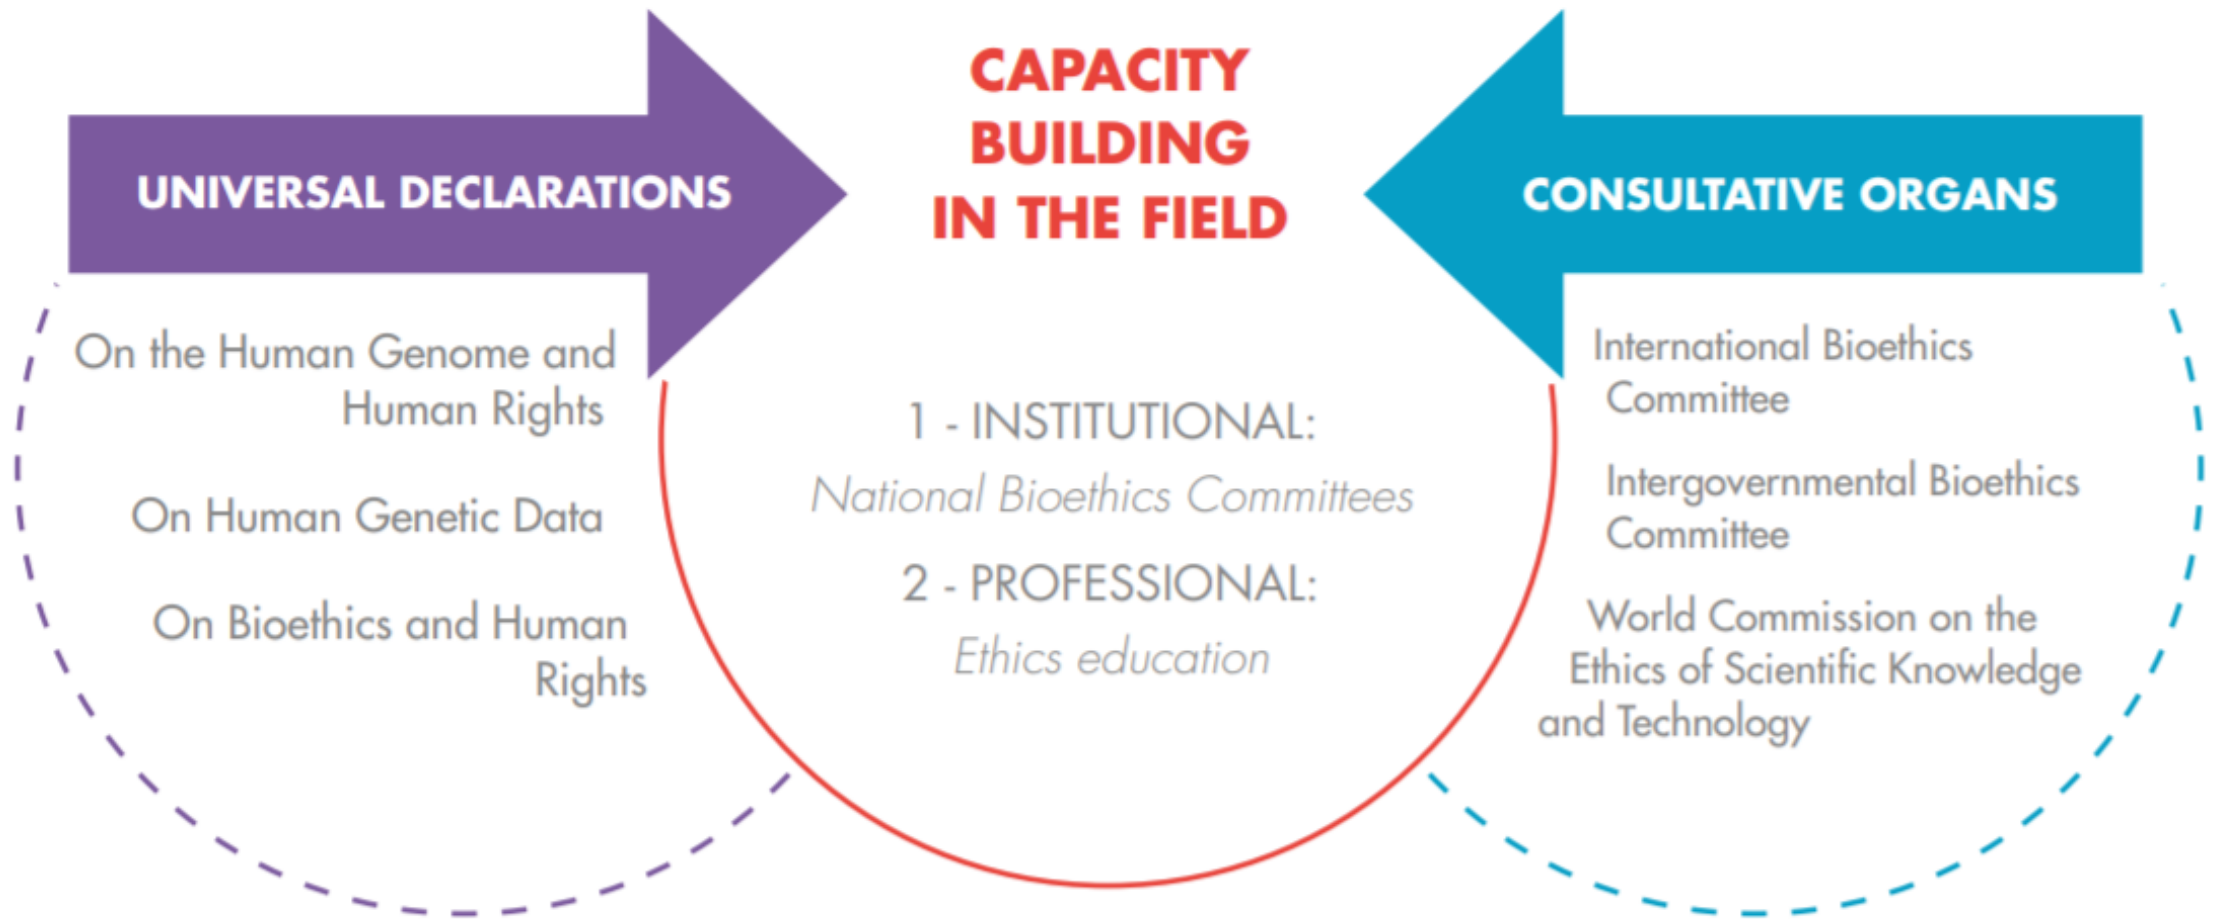 UNIVERSAL DECLARATIONS
On the Human Genome and
Human Rights
On Human Genetic Data
On Bioethics and Human
Rights
CAPACITY
BUILDING
IN THE FIELD
1 - INSTITUTIONAL:
National Bioethics Committees
2 - PROFESSIONAL:
Ethics education
CONSULTATIVE ORGANS
International Bioethics
Committee
Intergovernmental Bioethics
Committee
World Commission on the
Ethics of Scientific Knowledge
and Technology